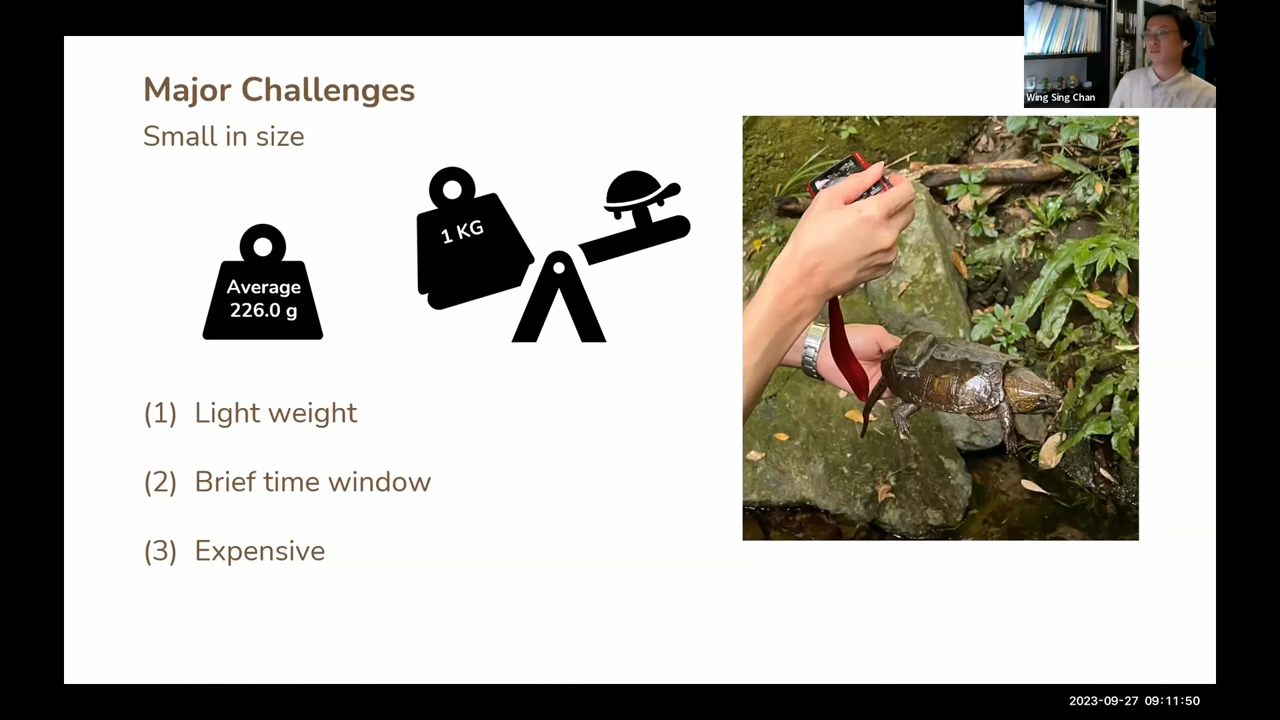 Major Challenges
Small in size
Wing Sing Chan
1 KG
Average
226.0 g
(1) Light weight
(2) Brief time window
(3) Expensive
2023-09-27 09:11:50